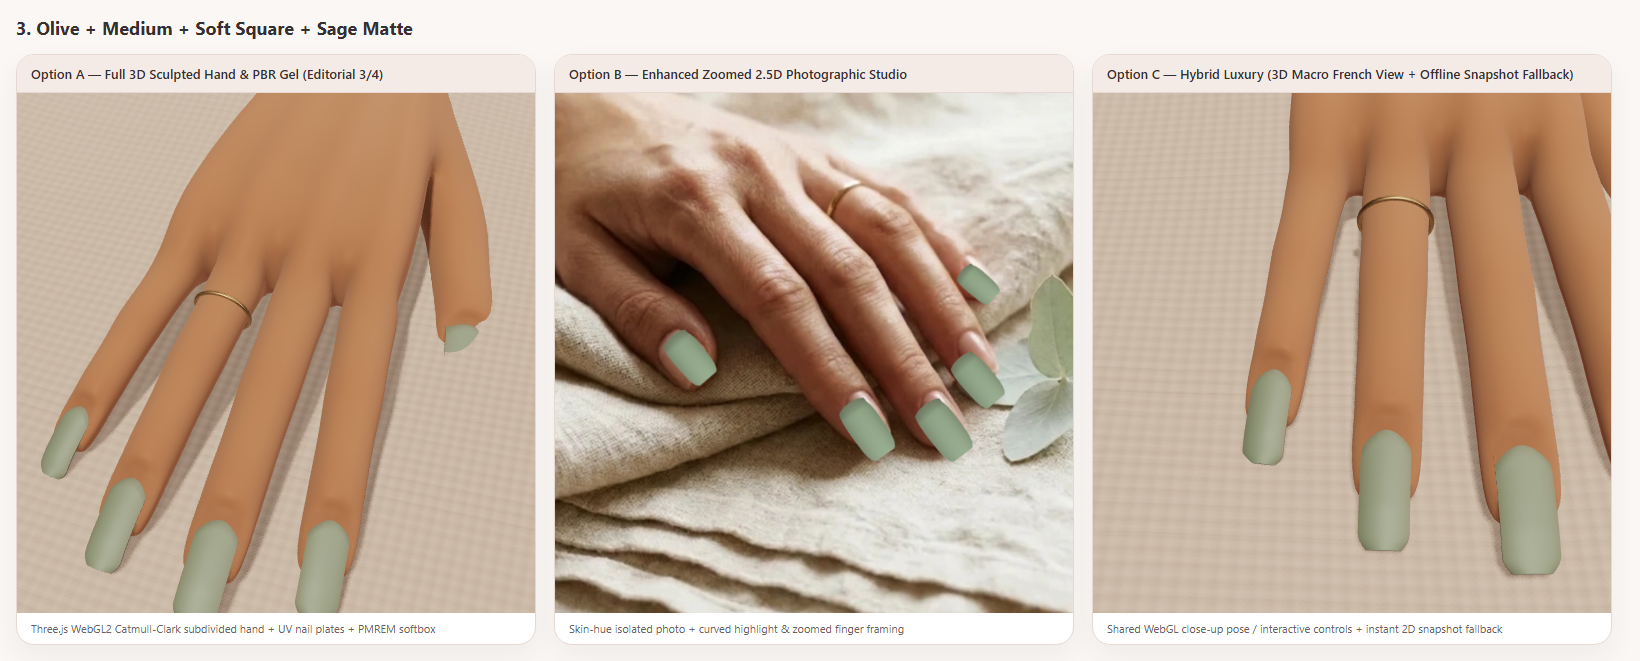 3. Olive + Medium + Soft Square + Sage Matte
Option A — Full 3D Sculpted Hand & PBR Gel (Editorial 3/4)
Option B — Enhanced Zoomed 2.5D Photographic Studio
Option C — Hybrid Luxury (3D Macro French View + Offline Snapshot Fallback)
Three.js WebGL2 Catmull-Clark subdivided hand + UV nail plates + PMREM softbox
Skin-hue isolated photo + curved highlight & zoomed finger framing
Shared WebGL close-up pose / interactive controls + instant 2D snapshot fallback